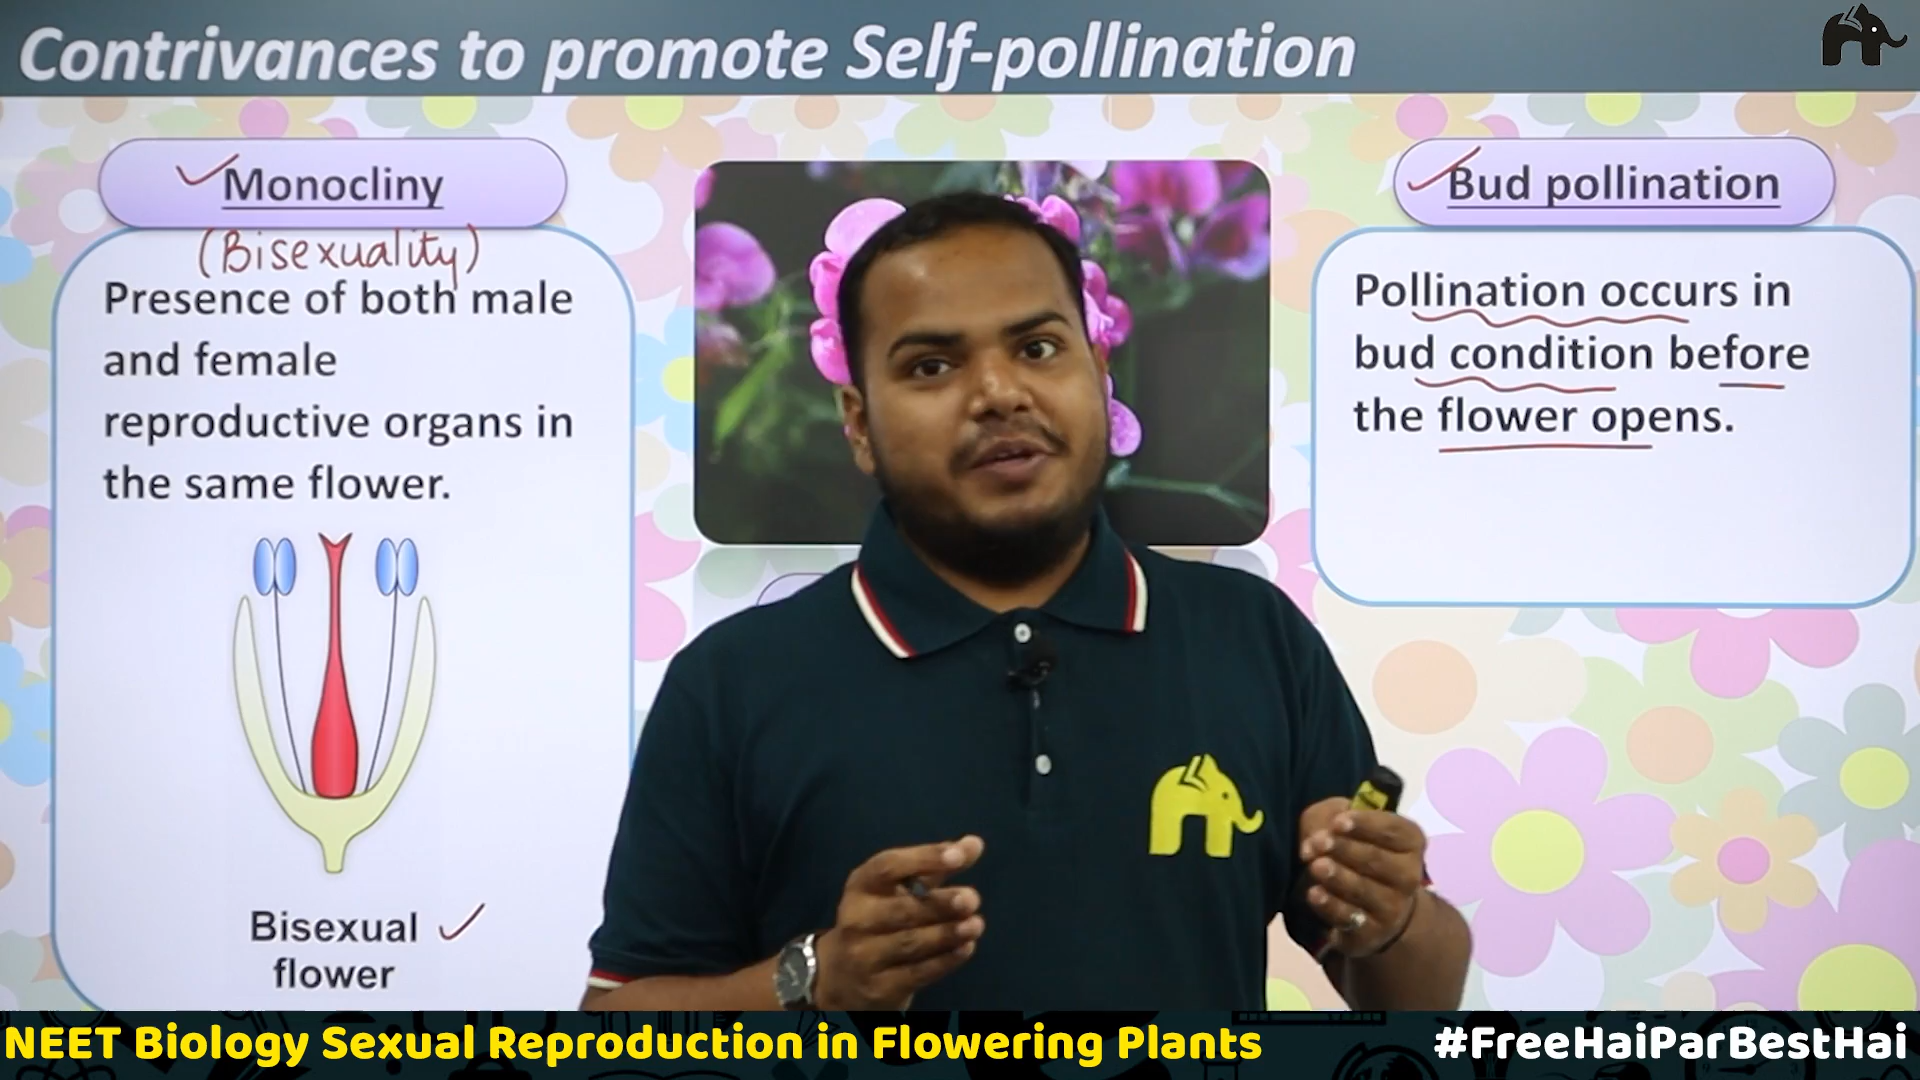 Contrivances to promote Self-pollination
Monocliny
(Bisexuality)
Presence of both male
and female
reproductive organs in
the same flower.
Bisexual
flower
Bud pollination
Pollination occurs in
bud condition before
the flower opens.
NEET Biology Sexual Reproduction in Flowering Plants
#FreeHaiParBestHai